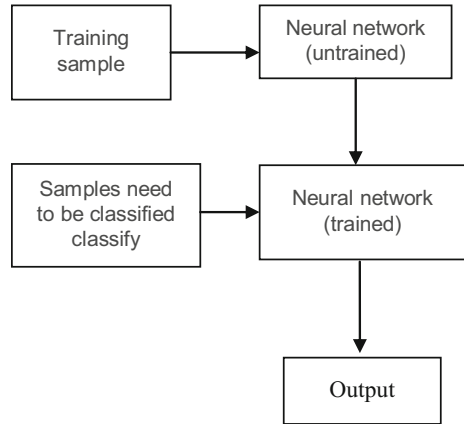 Training
sample
Neural network
(untrained)
Samples need
to be classified
classify
Neural network
(trained)
Output